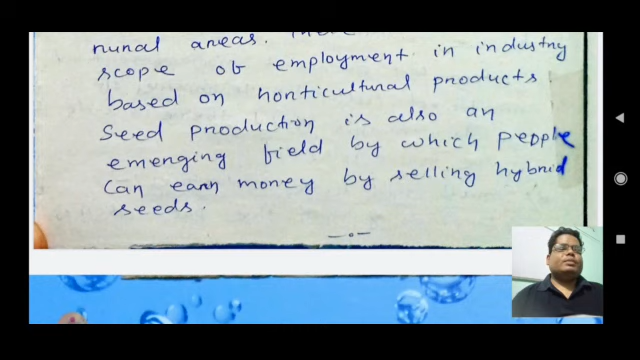 rural areas. There
scope of employment in industry
based on horticultural products
Seed production is also an
emerging field by which people
can earn money by selling hybrid
seeds.